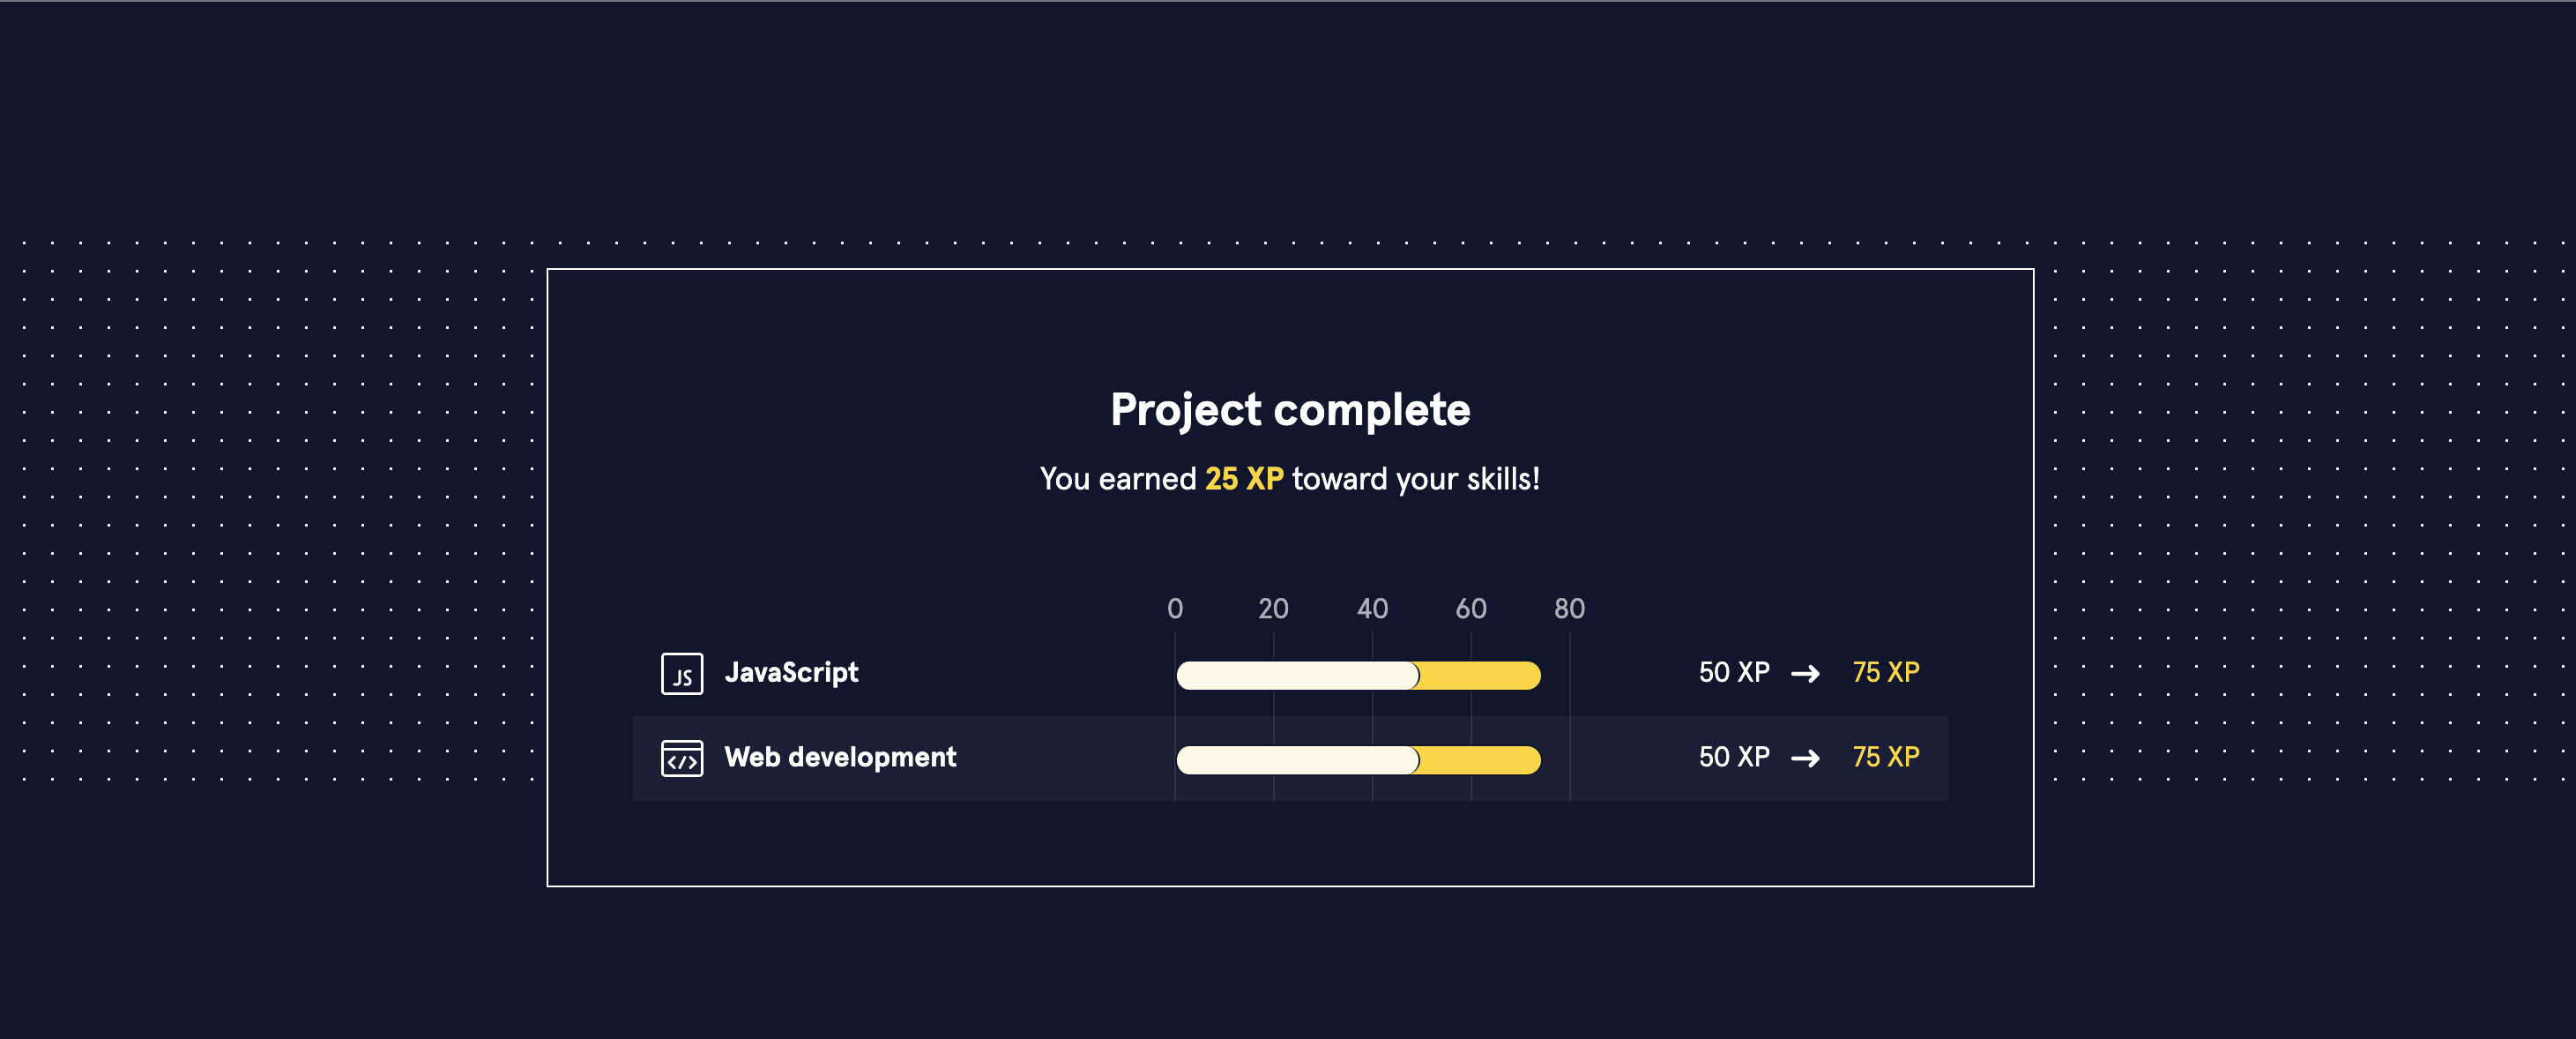 Project complete
You earned 25 XP toward your skills!
0 20 40 60 80
JS JavaScript 50 XP → 75 XP
</> Web development 50 XP → 75 XP